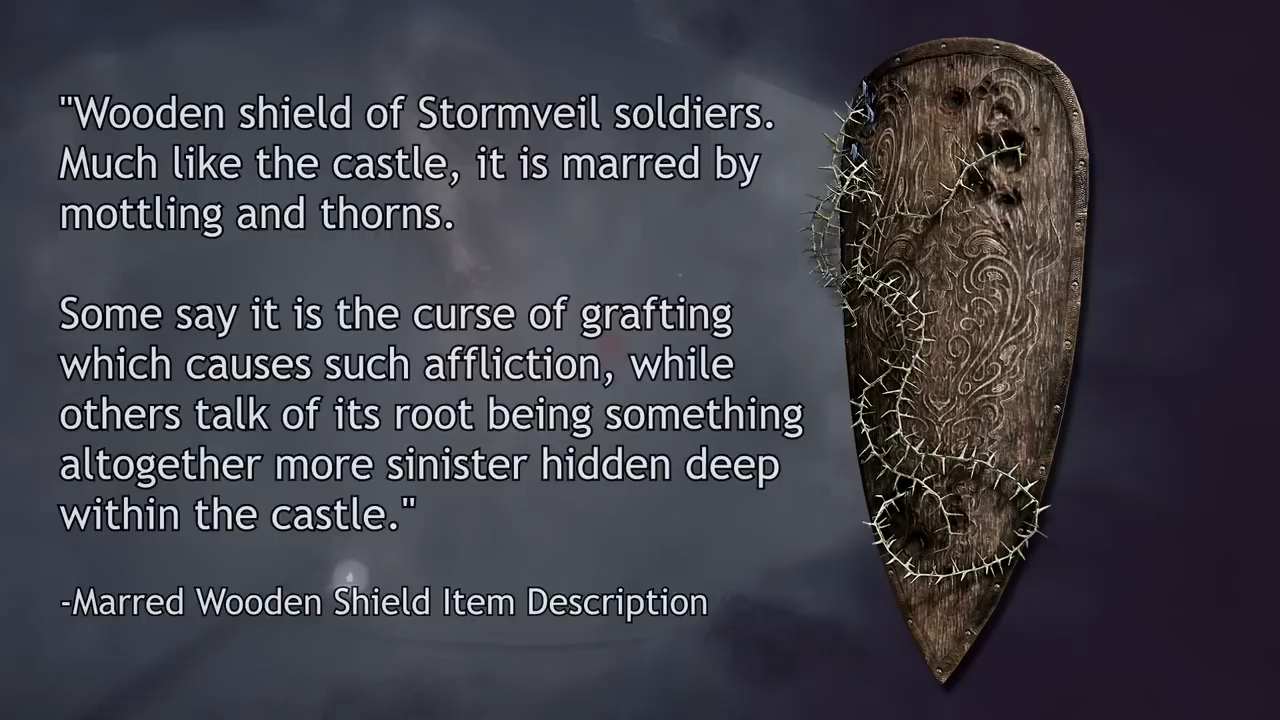 "Wooden shield of Stormveil soldiers.
Much like the castle, it is marred by
mottling and thorns.
Some say it is the curse of grafting
which causes such affliction, while
others talk of its root being something
altogether more sinister hidden deep
within the castle."
-Marred Wooden Shield Item Description